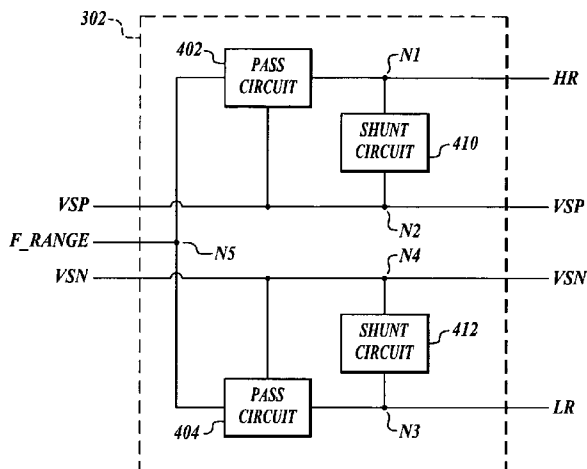 302
402
PASS
CIRCUIT
N1
HR
SHUNT
CIRCUIT
410
VSP
VSP
N2
F_RANGE
N5
N4
VSN
VSN
SHUNT
CIRCUIT
412
PASS
CIRCUIT
404
N3
LR